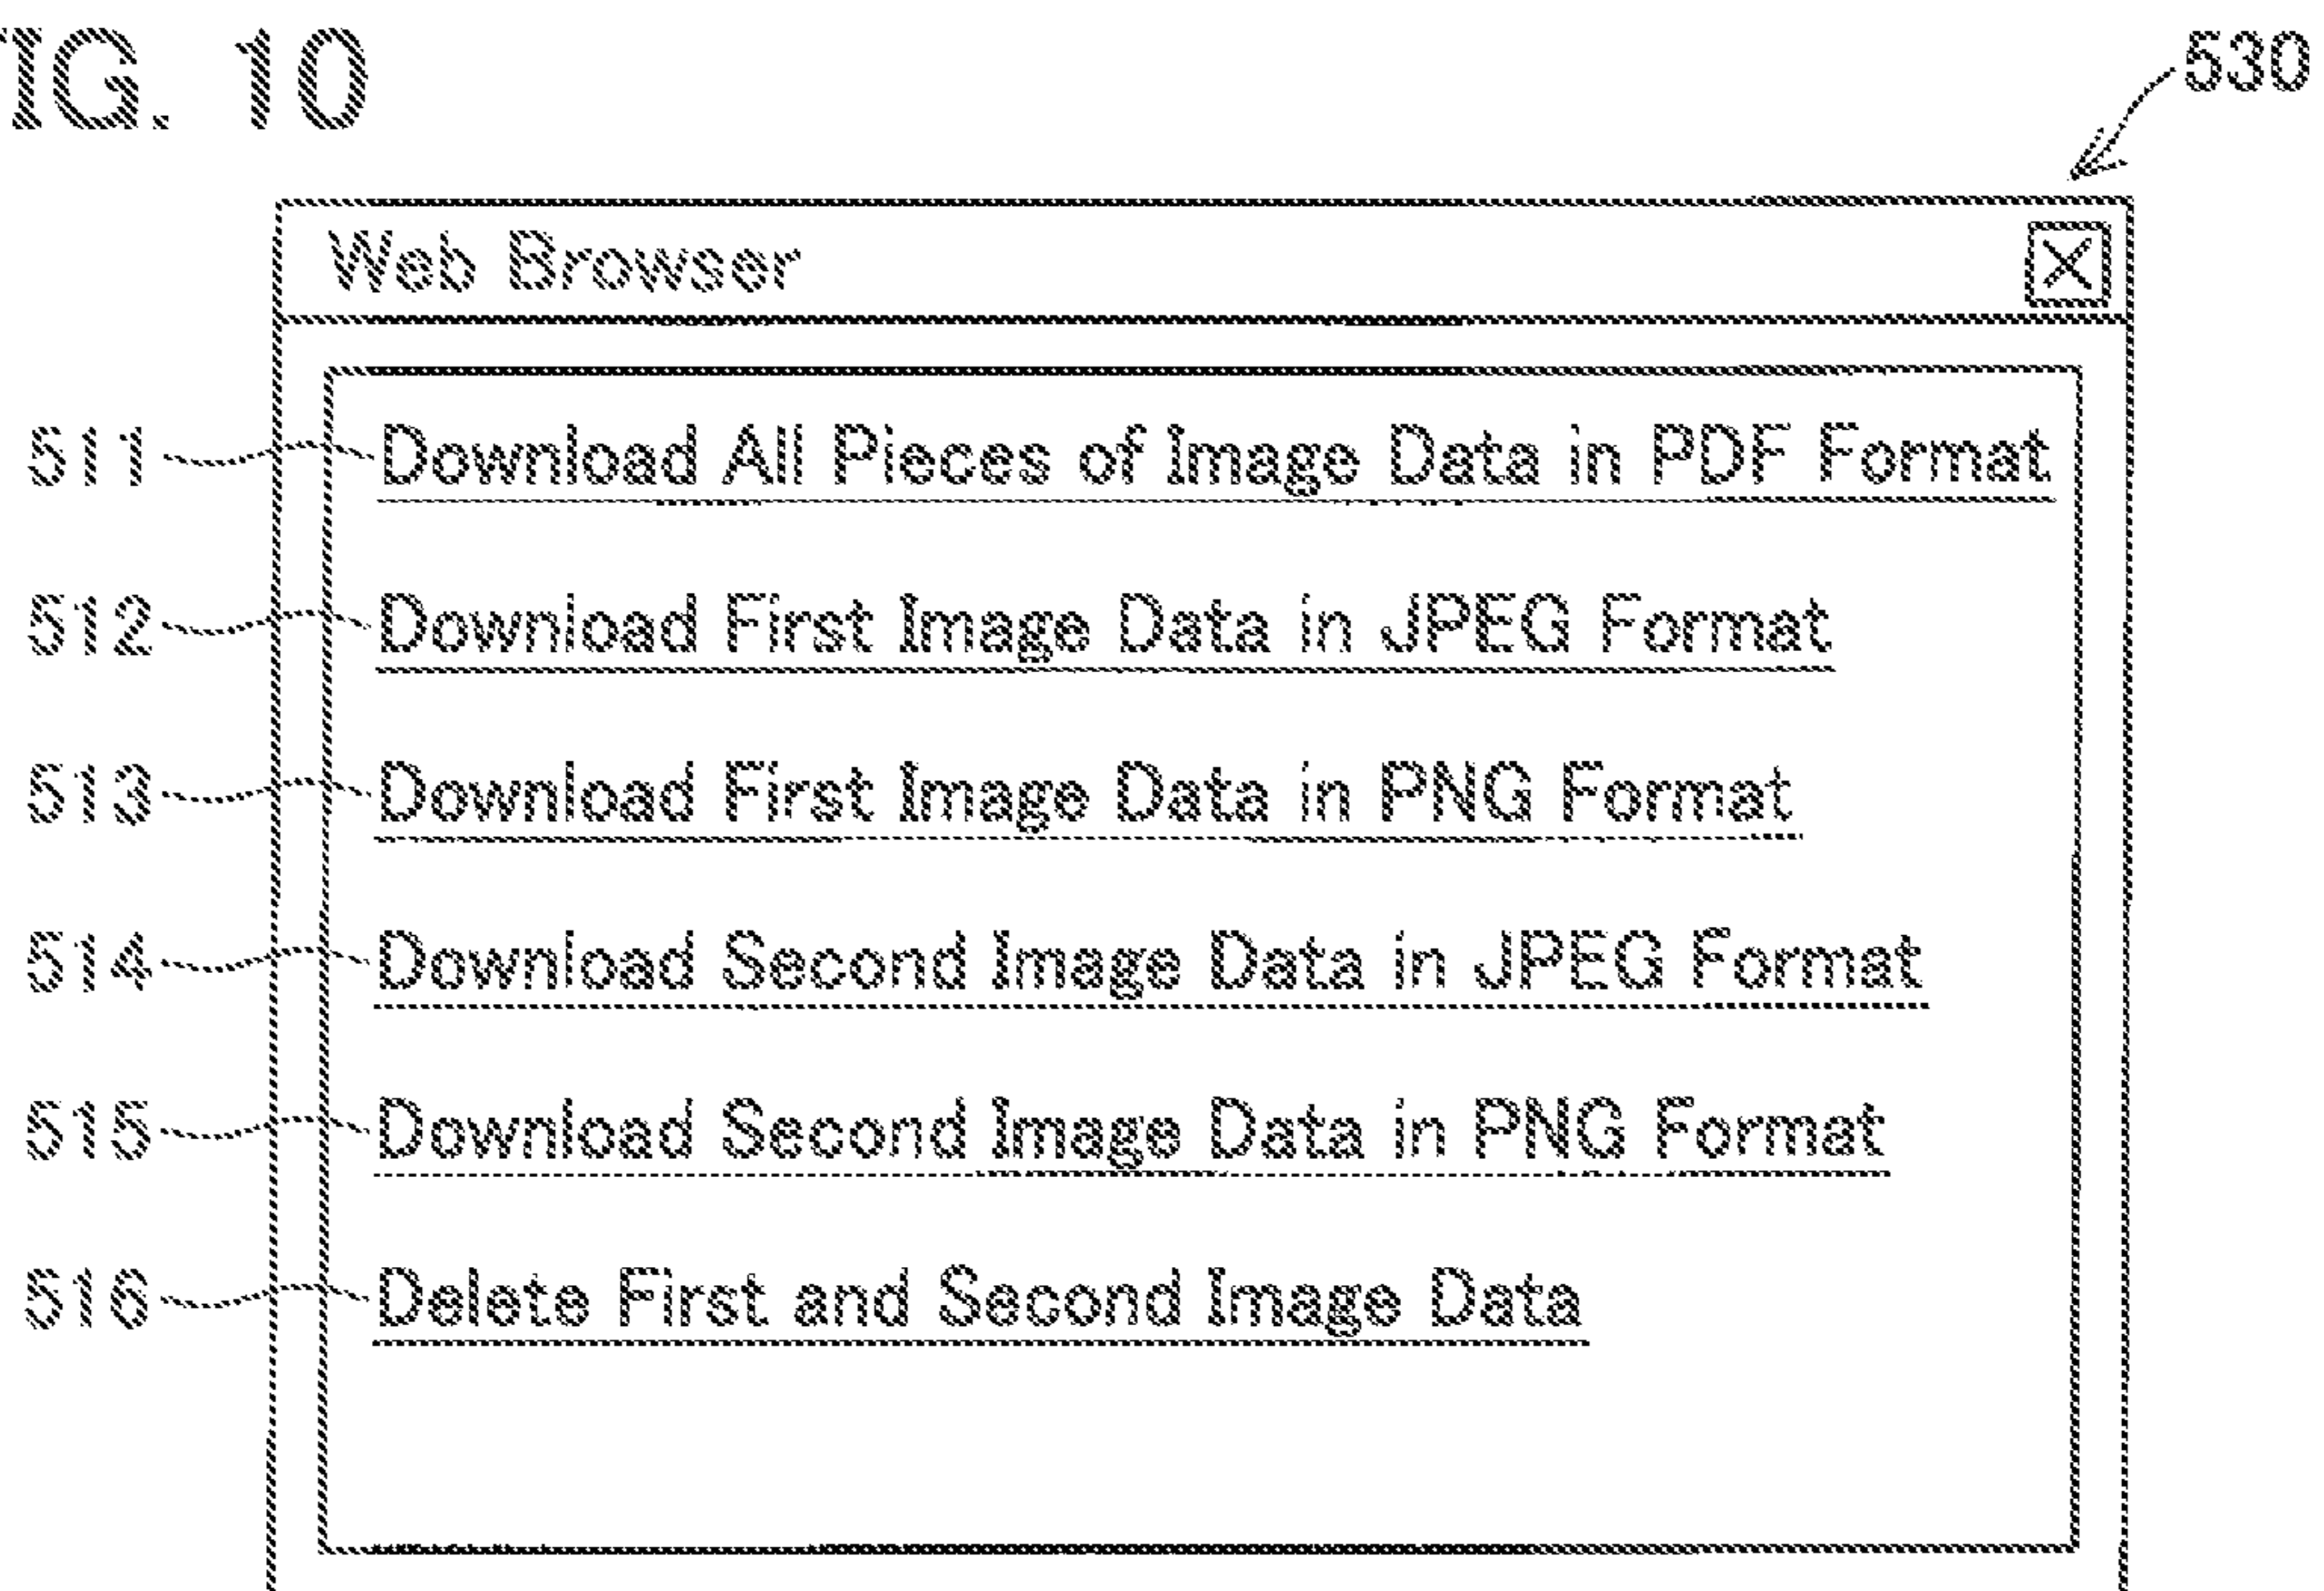 IG. 10
530
Web Browser
511 Download All Pieces of Image Data in PDF Format
512 Download First Image Data in JPEG Format
513 Download First Image Data in PNG Format
514 Download Second Image Data in JPEG Format
515 Download Second Image Data in PNG Format
516 Delete First and Second Image Data